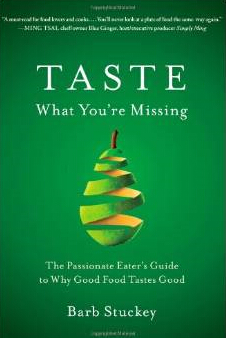 "A must-read for food lovers and cooks.... You'll never look at a plate of food the same way again."
—MING TSAI, chef/owner Blue Ginger, host/executive producer Simply Ming
TASTE
What You're Missing
The Passionate Eater's Guide
to Why Good Food Tastes Good
Barb Stuckey